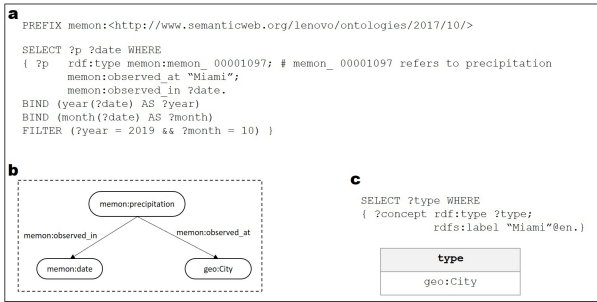 a
PREFIX memon:<http://www.semanticweb.org/lenovo/ontologies/2017/10/>
SELECT ?p ?date WHERE
{ ?p rdf:type memon:memon_ 00001097; # memon_ 00001097 refers to precipitation
memon:observed_at "Miami";
memon:observed_in ?date.
BIND (year(?date) AS ?year)
BIND (month(?date) AS ?month)
FILTER (?year = 2019 && ?month = 10) }
b
memon:precipitation
memon:observed_in
memon:observed_at
memon:date
geo:City
c
SELECT ?type WHERE
{ ?concept rdf:type ?type;
rdfs:label "Miami"@en.}
type
geo:City